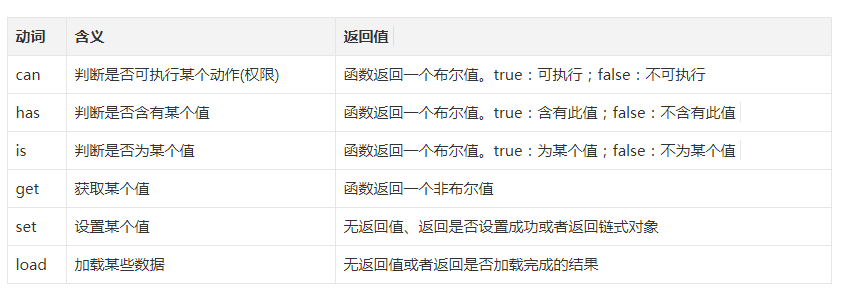 动词 含义 返回值
can 判断是否可执行某个动作(权限) 函数返回一个布尔值。true：可执行；false：不可执行
has 判断是否含有某个值 函数返回一个布尔值。true：含有此值；false：不含有此值
is 判断是否为某个值 函数返回一个布尔值。true：为某个值；false：不为某个值
get 获取某个值 函数返回一个非布尔值
set 设置某个值 无返回值、返回是否设置成功或者返回链式对象
load 加载某些数据 无返回值或者返回是否加载完成的结果